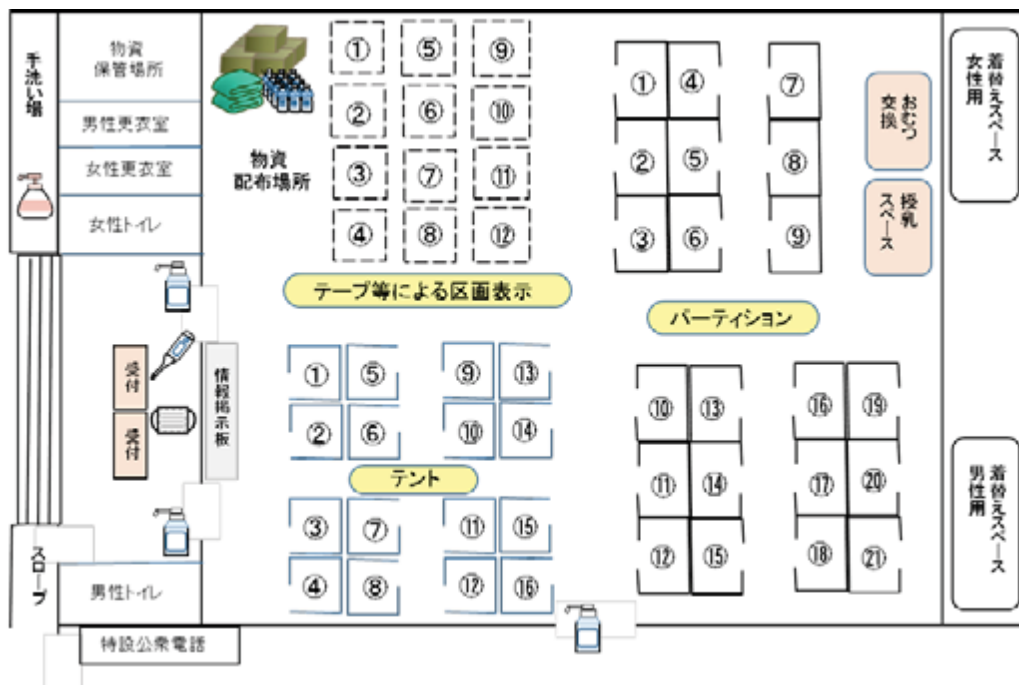 手洗い場
物資
保管場所
男性更衣室
女性更衣室
女性トイレ
物資
配布場所
① ⑤ ⑨
② ⑥ ⑩
③ ⑦ ⑪
④ ⑧ ⑫
テープ等による区画表示
① ④ ⑦
② ⑤ ⑧
③ ⑥ ⑨
パーティション
おむつ
交換
授乳
スペース
着替えスペース
女性用
受付
受付
情報掲示板
① ⑤ ⑨ ⑬
② ⑥ ⑩ ⑭
テント
③ ⑦ ⑪ ⑮
④ ⑧ ⑫ ⑯
⑩ ⑬ ⑯ ⑲
⑪ ⑭ ⑰ ⑳
⑫ ⑮ ⑱ ㉑
着替えスペース
男性用
スロープ
男性トイレ
特設公衆電話